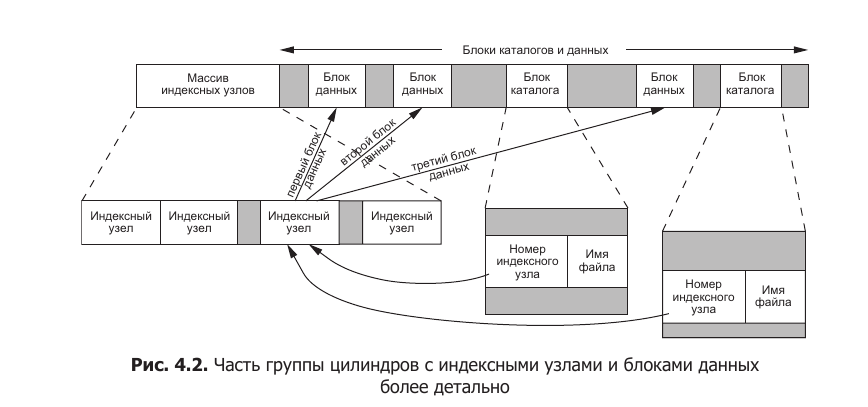 Блоки каталогов и данных
Массив
индексных узлов
Блок
данных
Блок
данных
Блок
каталога
Блок
данных
Блок
каталога
первый блок
данных
второй блок
данных
третий блок
данных
Индексный
узел
Индексный
узел
Индексный
узел
Индексный
узел
Номер
индексного
узла
Имя
файла
Номер
индексного
узла
Имя
файла
Рис. 4.2. Часть группы цилиндров с индексными узлами и блоками данных
более детально